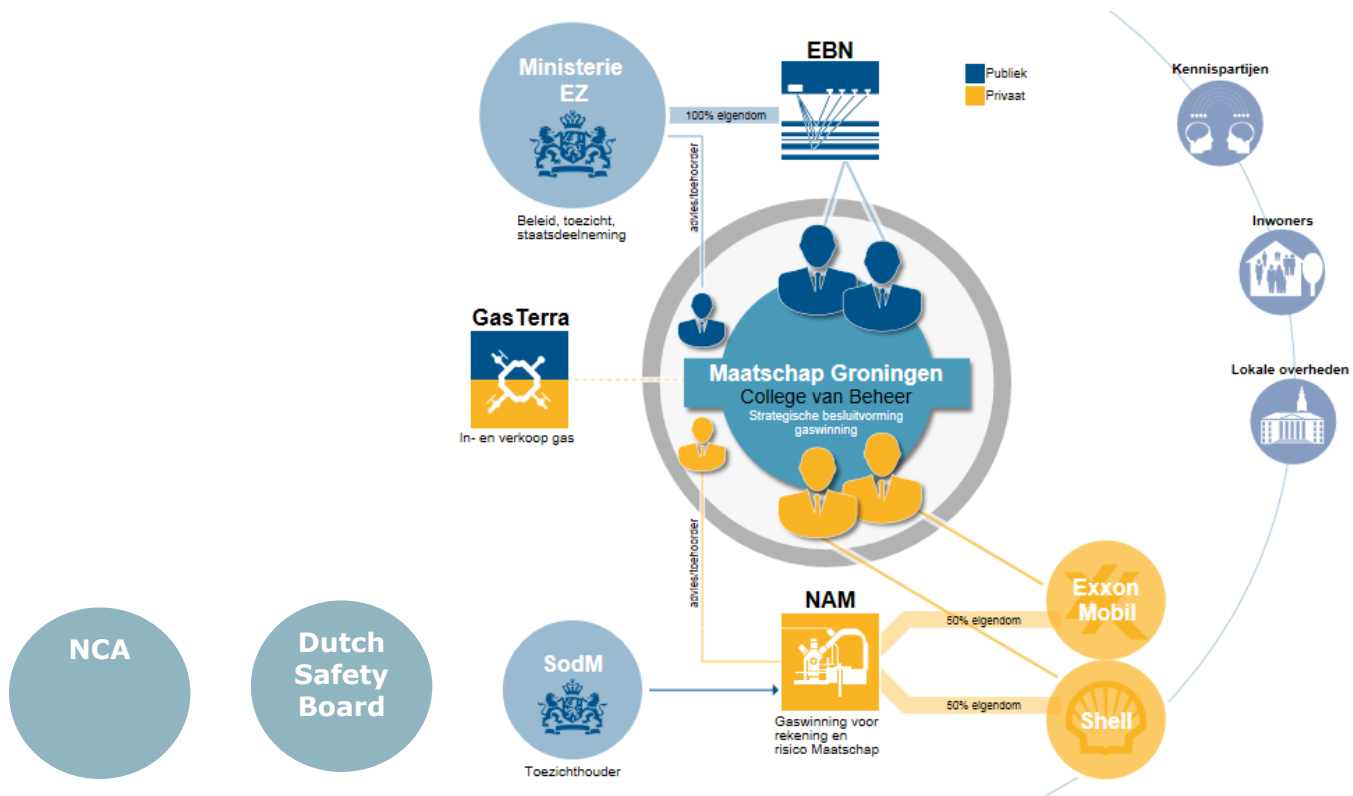 Ministerie
EZ
Beleid, toezicht,
staatsdeelneming
100% eigendom
EBN
Publiek
Privaat
Kennispartijen
Inwoners
Lokale overheden
advies/toehoorder
GasTerra
In- en verkoop gas
Maatschap Groningen
College van Beheer
Strategische besluitvorming
gaswinning
advies/toehoorder
NCA
Dutch
Safety
Board
SodM
Toezichthouder
NAM
Gaswinning voor
rekening en
risico Maatschap
50% eigendom
50% eigendom
Exxon
Mobil
Shell